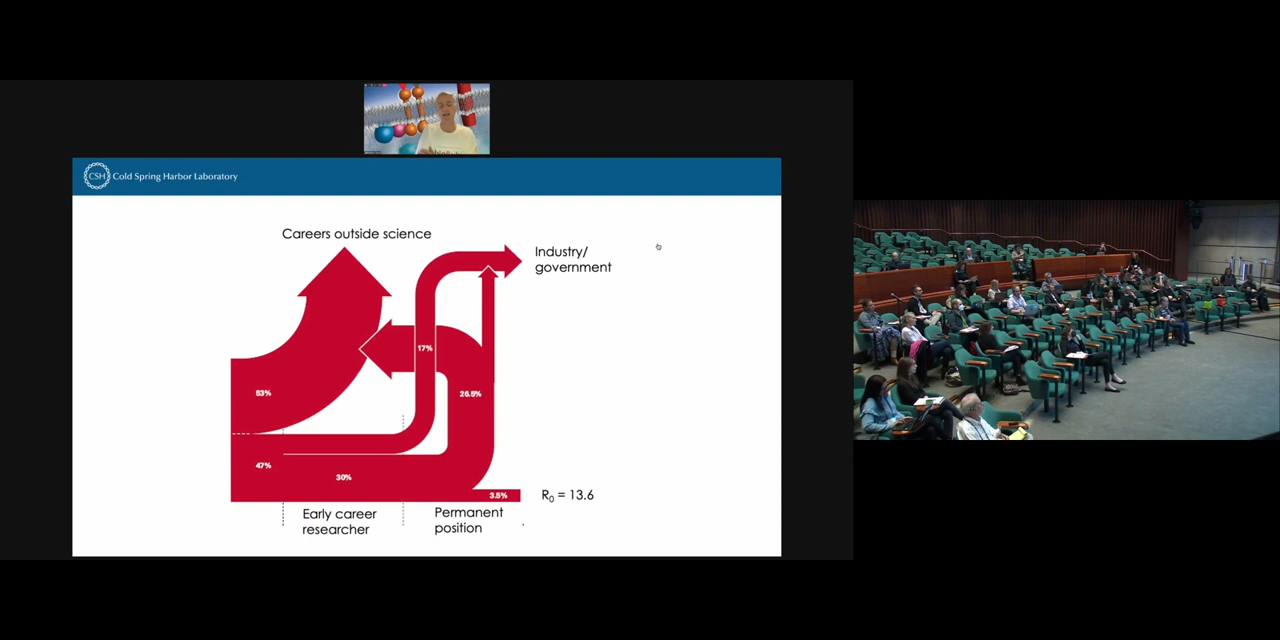 CSH Cold Spring Harbor Laboratory
Careers outside science
Industry/
government
17%
53%
26.5%
47%
30%
3.5%
R₀ = 13.6
Early career
researcher
Permanent
position